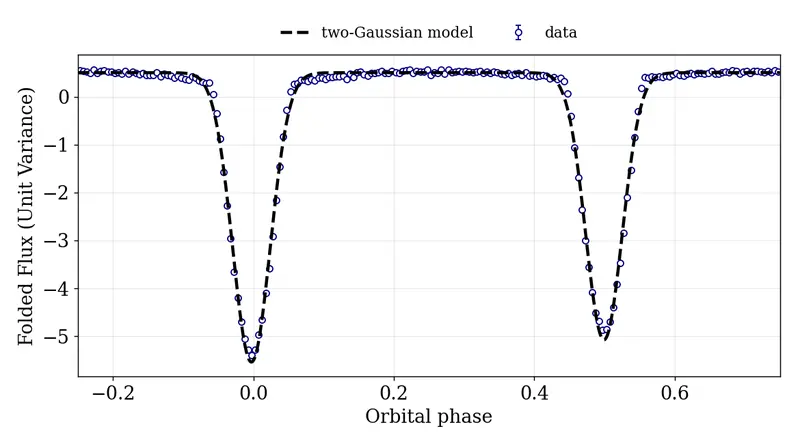 two-Gaussian model
data
Folded Flux (Unit Variance)
0
−1
−2
−3
−4
−5
−0.2
0.0
0.2
0.4
0.6
Orbital phase